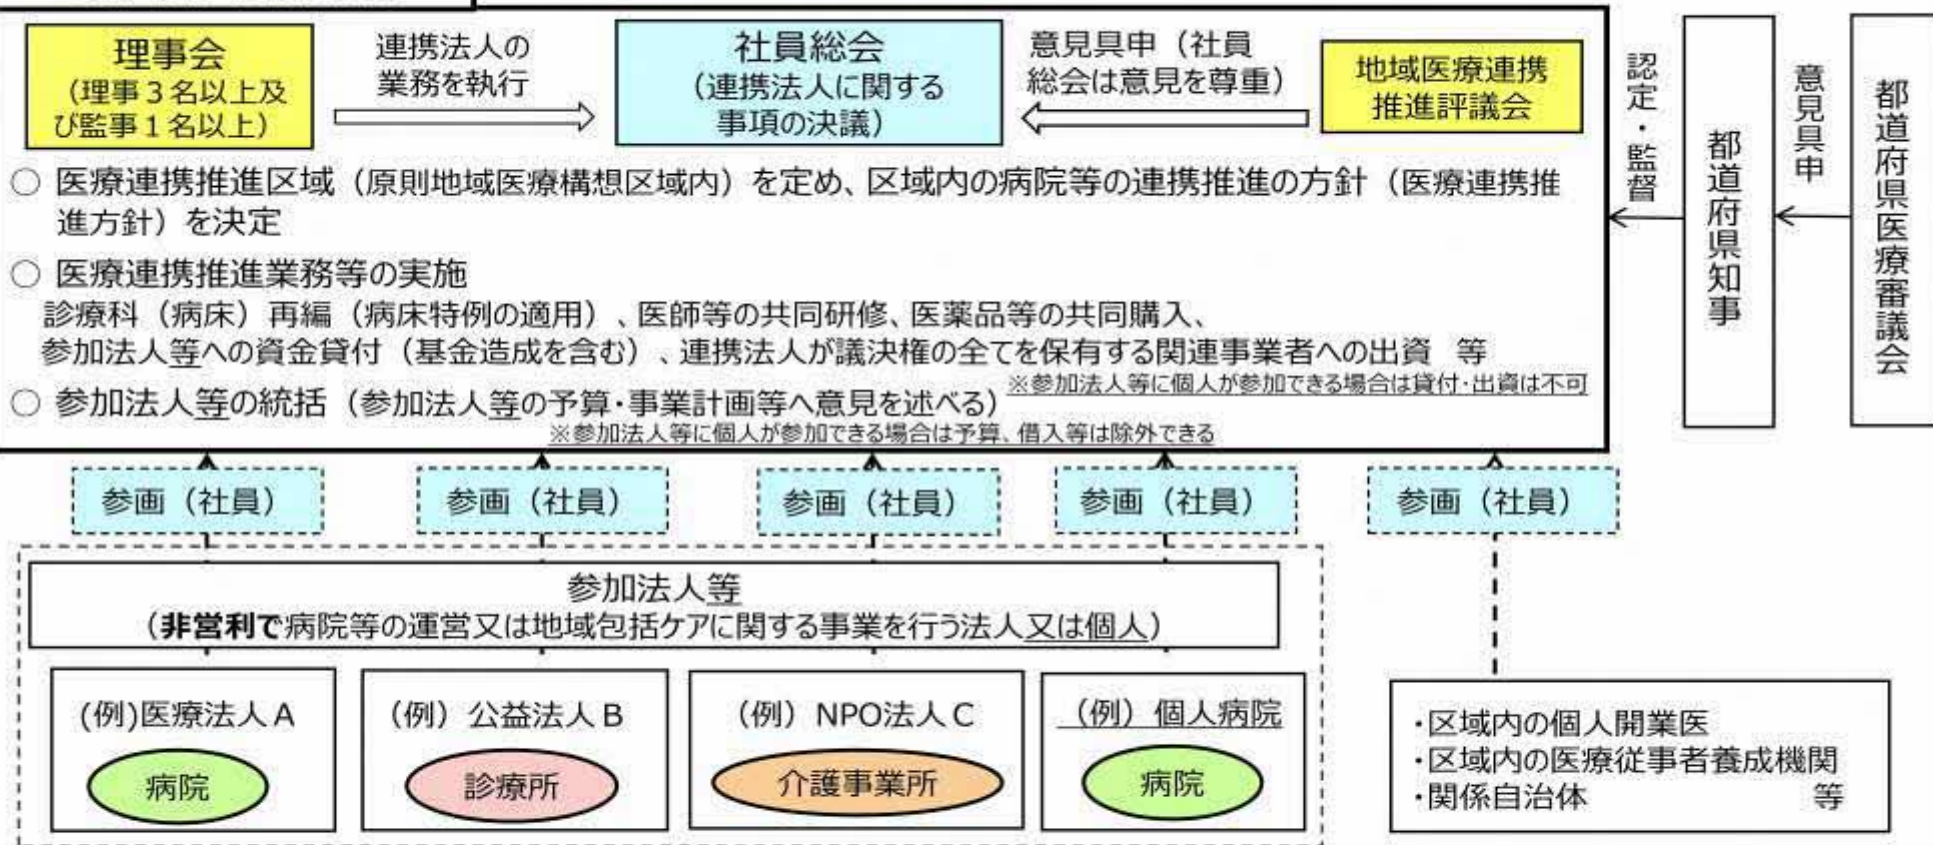 理事会
（理事３名以上及
び監事１名以上）
連携法人の
業務を執行
社員総会
（連携法人に関する
事項の決議）
意見具申（社員
総会は意見を尊重）
地域医療連携
推進評議会
認定・監督
都道府県知事
意見具申
都道府県医療審議会
○ 医療連携推進区域（原則地域医療構想区域内）を定め、区域内の病院等の連携推進の方針（医療連携推
進方針）を決定
○ 医療連携推進業務等の実施
診療科（病床）再編（病床特例の適用）、医師等の共同研修、医薬品等の共同購入、
参加法人等への資金貸付（基金造成を含む）、連携法人が議決権の全てを保有する関連事業者への出資　等
※参加法人等に個人が参加できる場合は貸付・出資は不可
○ 参加法人等の統括（参加法人等の予算・事業計画等へ意見を述べる）
※参加法人等に個人が参加できる場合は予算、借入等は除外できる
参画（社員）
参画（社員）
参画（社員）
参画（社員）
参画（社員）
参加法人等
（非営利で病院等の運営又は地域包括ケアに関する事業を行う法人又は個人）
(例)医療法人Ａ
病院
（例）公益法人Ｂ
診療所
（例）NPO法人Ｃ
介護事業所
（例）個人病院
病院
・区域内の個人開業医
・区域内の医療従事者養成機関
・関係自治体　等